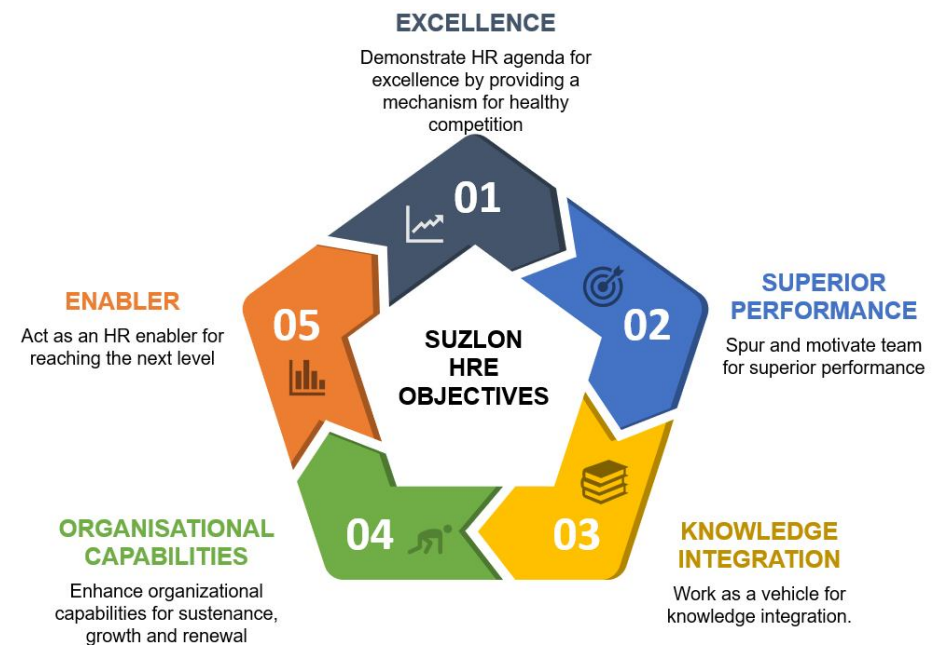 EXCELLENCE
Demonstrate HR agenda for
excellence by providing a
mechanism for healthy
competition
01
SUPERIOR
PERFORMANCE
02
Spur and motivate team
for superior performance
ENABLER
05
Act as an HR enabler for
reaching the next level
SUZLON
HRE
OBJECTIVES
ORGANISATIONAL
CAPABILITIES
04
Enhance organizational
capabilities for sustenance,
growth and renewal
03
KNOWLEDGE
INTEGRATION
Work as a vehicle for
knowledge integration.